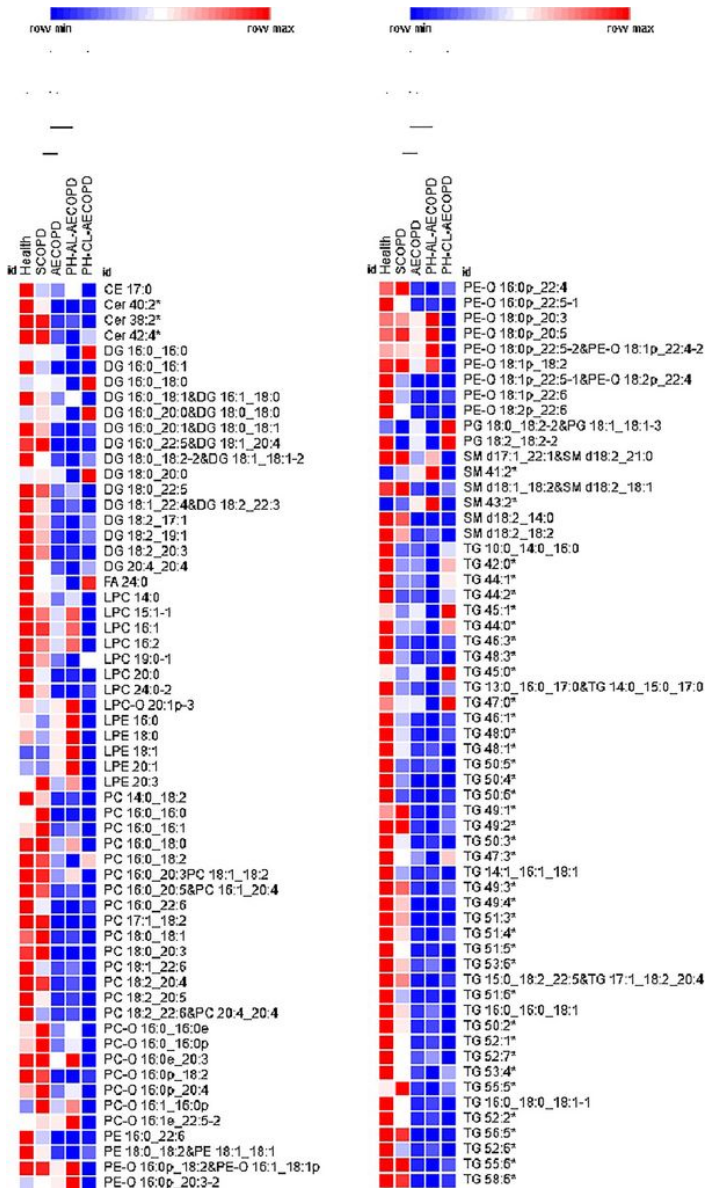 row min
row max
id
Health
SCOPD
AECOPD
PH-AL-AECOPD
PH-CL-AECOPD
id
CE 17:0
Cer 40:2*
Cer 38:2*
Cer 42:4*
DG 16:0_16:0
DG 16:0_16:1
DG 16:0_18:0
DG 16:0_18:1&DG 16:1_18:0
DG 16:0_20:0&DG 18:0_18:0
DG 16:0_20:1&DG 18:0_18:1
DG 16:0_22:5&DG 18:1_20:4
DG 18:0_18:2-2&DG 18:1_18:1-2
DG 18:0_20:0
DG 18:0_22:5
DG 18:1_22:4&DG 18:2_22:3
DG 18:2_17:1
DG 18:2_19:1
DG 18:2_20:3
DG 20:4_20:4
FA 24:0
LPC 14:0
LPC 15:1-1
LPC 16:1
LPC 16:2
LPC 19:0-1
LPC 20:0
LPC 24:0-2
LPC-O 20:1p-3
LPE 16:0
LPE 18:0
LPE 18:1
LPE 20:1
LPE 20:3
PC 14:0_18:2
PC 16:0_16:0
PC 16:0_16:1
PC 16:0_18:0
PC 16:0_18:2
PC 16:0_20:3PC 18:1_18:2
PC 16:0_20:5&PC 16:1_20:4
PC 16:0_22:6
PC 17:1_18:2
PC 18:0_18:1
PC 18:0_20:3
PC 18:1_22:6
PC 18:2_20:4
PC 18:2_20:5
PC 18:2_22:6&PC 20:4_20:4
PC-O 16:0_16:0e
PC-O 16:0_16:0p
PC-O 16:0e_20:3
PC-O 16:0p_18:2
PC-O 16:0p_20:4
PC-O 16:1_16:0p
PC-O 16:1e_22:5-2
PE 16:0_22:6
PE 18:0_18:2&PE 18:1_18:1
PE-O 16:0p_18:2&PE-O 16:1_18:1p
PE-O 16:0p_20:3-2
row min
row max
id
Health
SCOPD
AECOPD
PH-AL-AECOPD
PH-CL-AECOPD
id
PE-O 16:0p_22:4
PE-O 16:0p_22:5-1
PE-O 18:0p_20:3
PE-O 18:0p_20:5
PE-O 18:0p_22:5-2&PE-O 18:1p_22:4-2
PE-O 18:1p_18:2
PE-O 18:1p_22:5-1&PE-O 18:2p_22:4
PE-O 18:1p_22:6
PE-O 18:2p_22:6
PG 18:0_18:2-2&PG 18:1_18:1-3
PG 18:2_18:2-2
SM d17:1_22:1&SM d18:2_21:0
SM 41:2*
SM d18:1_18:2&SM d18:2_18:1
SM 43:2*
SM d18:2_14:0
SM d18:2_18:2
TG 10:0_14:0_16:0
TG 42:0*
TG 44:1*
TG 44:2*
TG 45:1*
TG 44:0*
TG 46:3*
TG 48:3*
TG 45:0*
TG 13:0_16:0_17:0&TG 14:0_15:0_17:0
TG 47:0*
TG 46:1*
TG 49:0*
TG 48:1*
TG 50:5*
TG 50:4*
TG 50:6*
TG 49:1*
TG 49:2*
TG 50:3*
TG 47:3*
TG 14:1_16:1_18:1
TG 49:3*
TG 49:4*
TG 51:3*
TG 51:4*
TG 51:5*
TG 53:6*
TG 15:0_18:2_22:5&TG 17:1_18:2_20:4
TG 51:6*
TG 16:0_16:0_18:1
TG 50:2*
TG 52:1*
TG 52:7*
TG 53:4*
TG 55:5*
TG 16:0_18:0_18:1-1
TG 52:2*
TG 56:5*
TG 52:6*
TG 55:6*
TG 58:6*